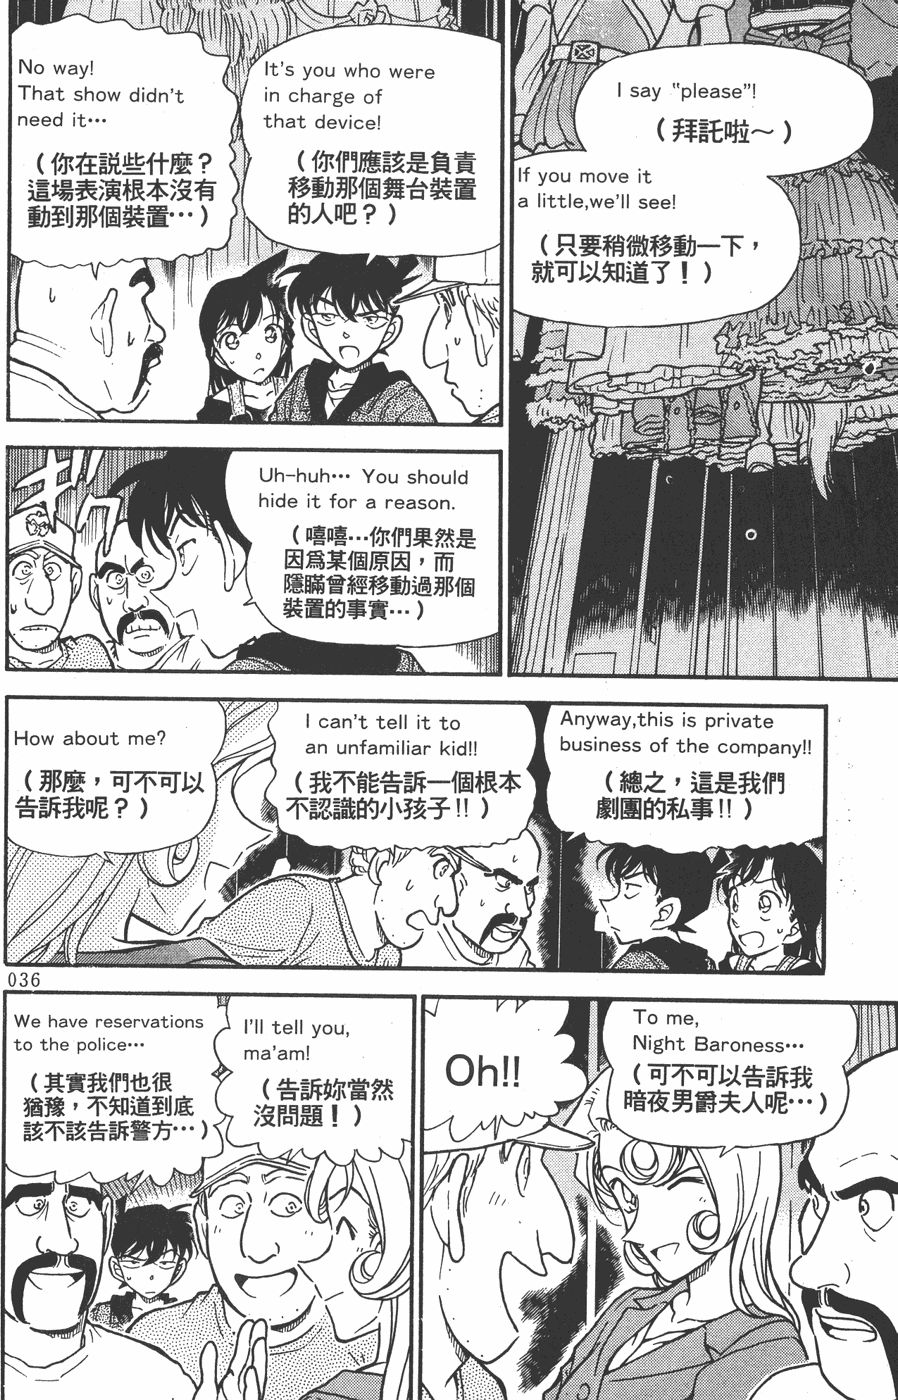 I say "please"!
（拜託啦～）
If you move it
a little,we'll see!
（只要稍微移動一下，
就可以知道了！）
It's you who were
in charge of
that device!
（你們應該是負責
移動那個舞台裝置
的人吧？）
No way!
That show didn't
need it…
（你在説些什麼？
這場表演根本沒有
動到那個裝置…）
Uh-huh… You should
hide it for a reason.
（嘻嘻…你們果然是
因爲某個原因，而
隱瞞曾經移動過那個
裝置的事實…）
Anyway,this is private
business of the company!!
（總之，這是我們
劇團的私事!!）
I can't tell it to
an unfamiliar kid!!
（我不能告訴一個根本
不認識的小孩子!!）
How about me?
（那麼，可不可以
告訴我呢？）
036
To me,
Night Baroness…
（可不可以告訴我
暗夜男爵夫人呢…）
Oh!!
I'll tell you,
ma'am!
（告訴妳當然
沒問題！）
We have reservations
to the police…
（其實我們也很
猶豫，不知道到底
該不該告訴警方…）